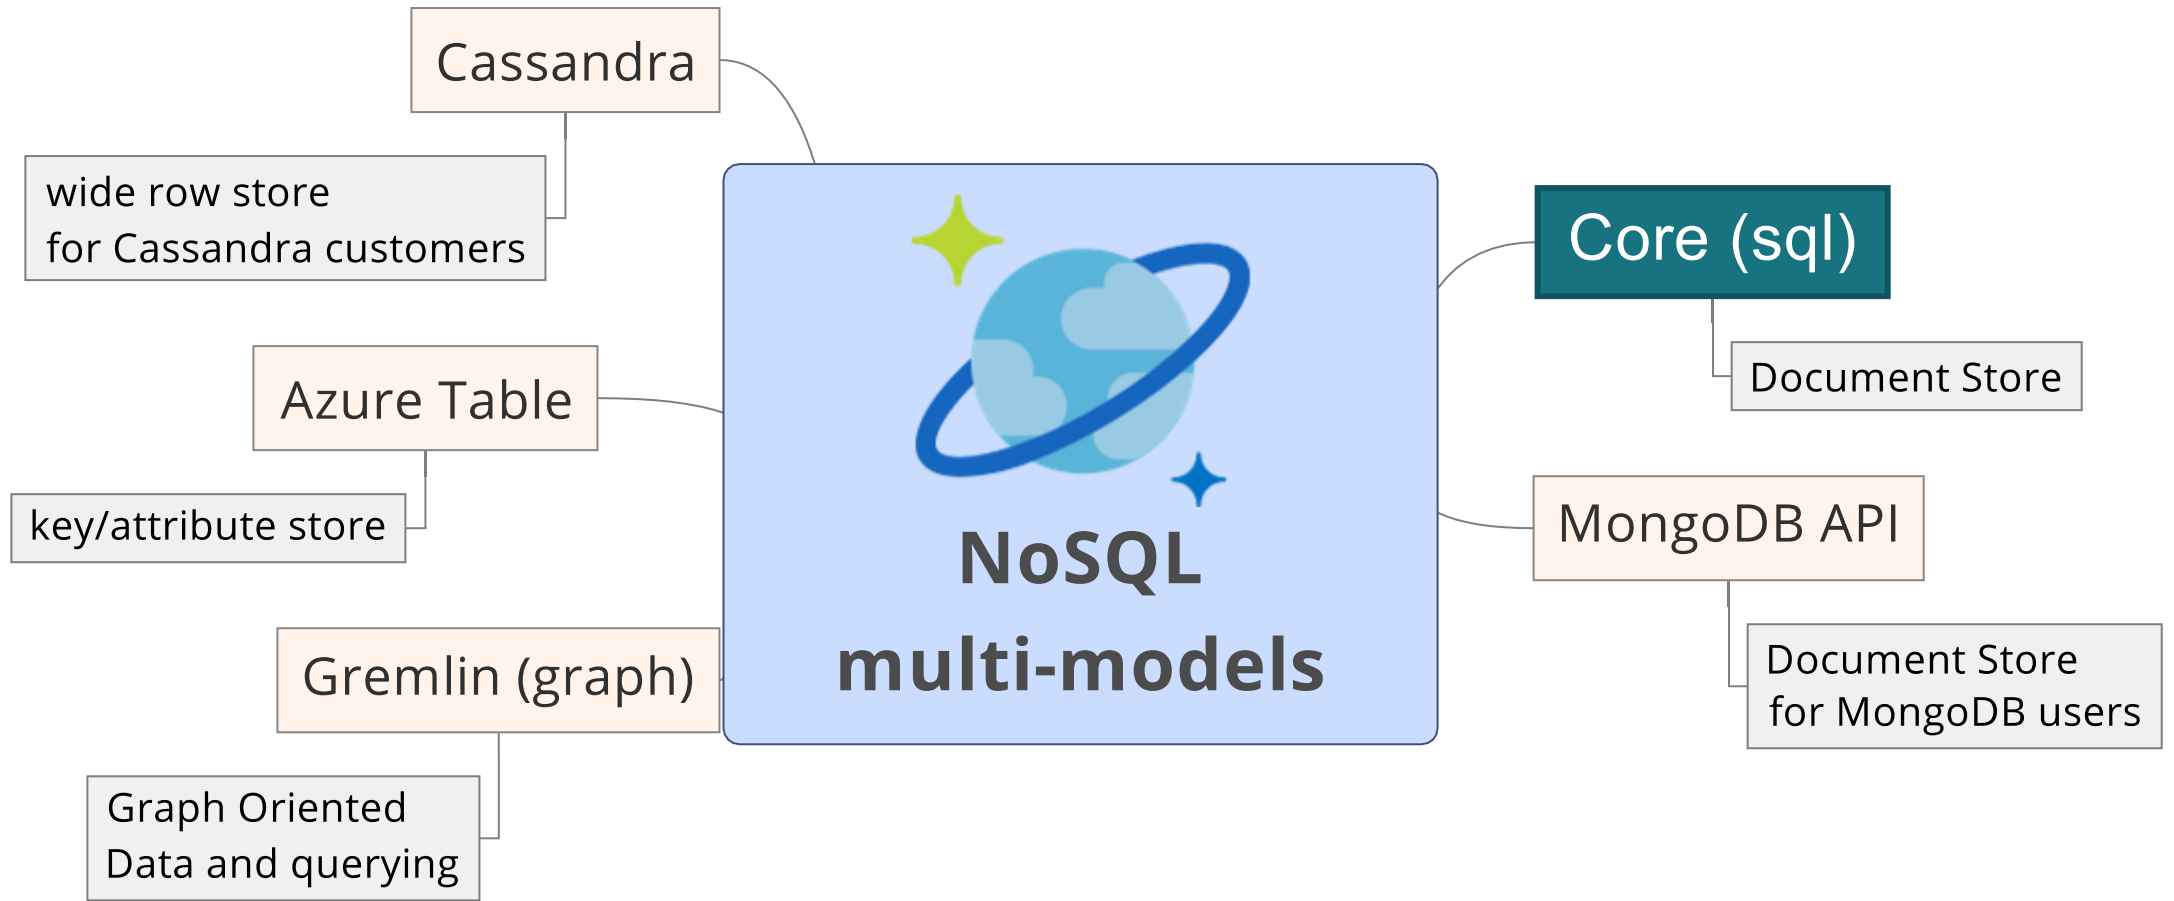 Cassandra
wide row store
for Cassandra customers
Azure Table
key/attribute store
Gremlin (graph)
Graph Oriented
Data and querying
NoSQL
multi-models
Core (sql)
Document Store
MongoDB API
Document Store
for MongoDB users